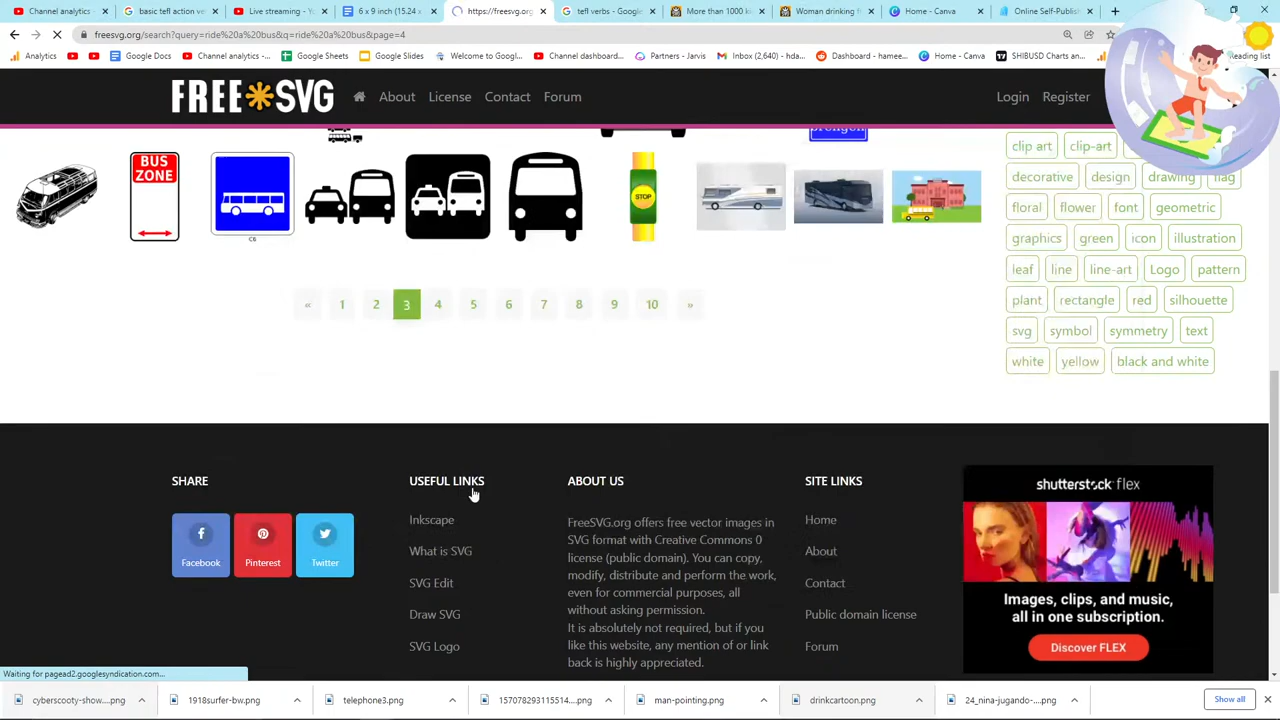 Channel analytics
basic teft action ve
Live streaming - Y
6 x 9 inch (15.24
https://freesvg.org
tefl verbs - Google
More than 1000 ki
Woman drinking f
Home - Canva
Online Self-Publis
freesvg.org/search?query=ride%20a%20bus&q=ride%20a%20bus&page=4
Analytics
Google Docs
Channel analytics -...
Google Sheets
Google Slides
Welcome to Googl...
Channel dashboard...
Partners - Jarvis
Inbox (2,640) - hda...
Dashboard - hamee...
Home - Canva
SHIBUSD Charts an...
Reading list
FREE SVG
About
License
Contact
Forum
Login
Register
clip art
clip-art
BUS
ZONE
STOP
C6
decorative
design
drawing
flag
floral
flower
font
geometric
graphics
green
icon
illustration
leaf
line
line-art
Logo
pattern
plant
rectangle
red
silhouette
svg
symbol
symmetry
text
white
yellow
black and white
« 1 2 3 4 5 6 7 8 9 10 »
SHARE
Facebook
Pinterest
Twitter
USEFUL LINKS
Inkscape
What is SVG
SVG Edit
Draw SVG
SVG Logo
ABOUT US
FreeSVG.org offers free vector images in
SVG format with Creative Commons 0
license (public domain). You can copy,
modify, distribute and perform the work,
even for commercial purposes, all
without asking permission.
It is absolutely not required, but if you
like this website, any mention of or link
back is highly appreciated.
SITE LINKS
Home
About
Contact
Public domain license
Forum
shutterstock flex
Images, clips, and music,
all in one subscription.
Discover FLEX
Waiting for pagead2.googlesyndication.com...
cyberscooty-show....png
1918surfer-bw.png
telephone3.png
157078293115514....png
man-pointing.png
drinkcartoon.png
24_nina-jugando-....png
Show all